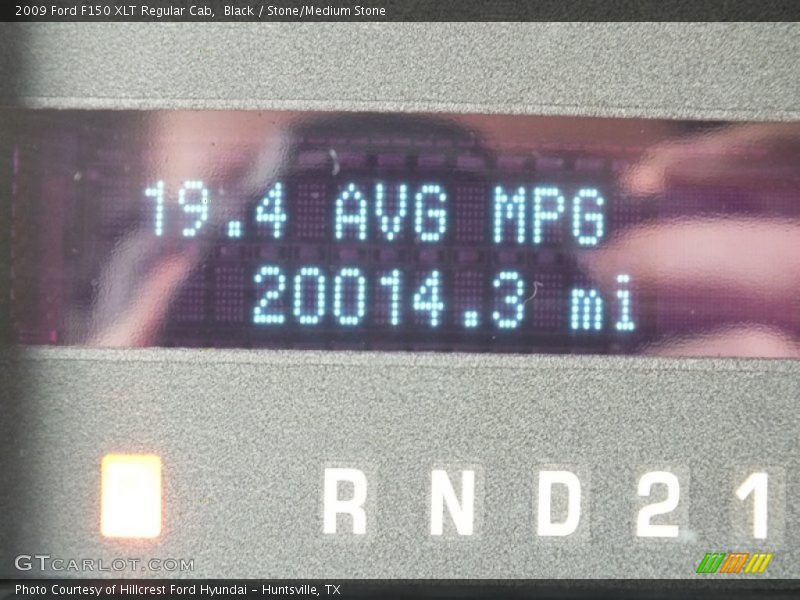 2009 Ford F150 XLT Regular Cab,  Black / Stone/Medium Stone
19.4 AVG MPG
20014.3 mi
R N D 2 1
GTCARLOT.COM
Photo Courtesy of Hillcrest Ford Hyundai - Huntsville, TX